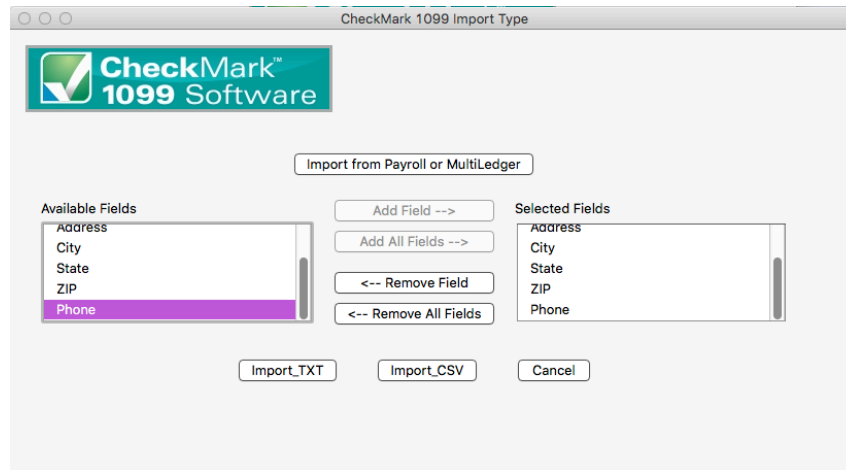 CheckMark 1099 Import Type
CheckMark™
1099 Software
Import from Payroll or MultiLedger
Available Fields
Address
City
State
ZIP
Phone
Add Field -->
Add All Fields -->
<-- Remove Field
<-- Remove All Fields
Selected Fields
Address
City
State
ZIP
Phone
Import_TXT
Import_CSV
Cancel